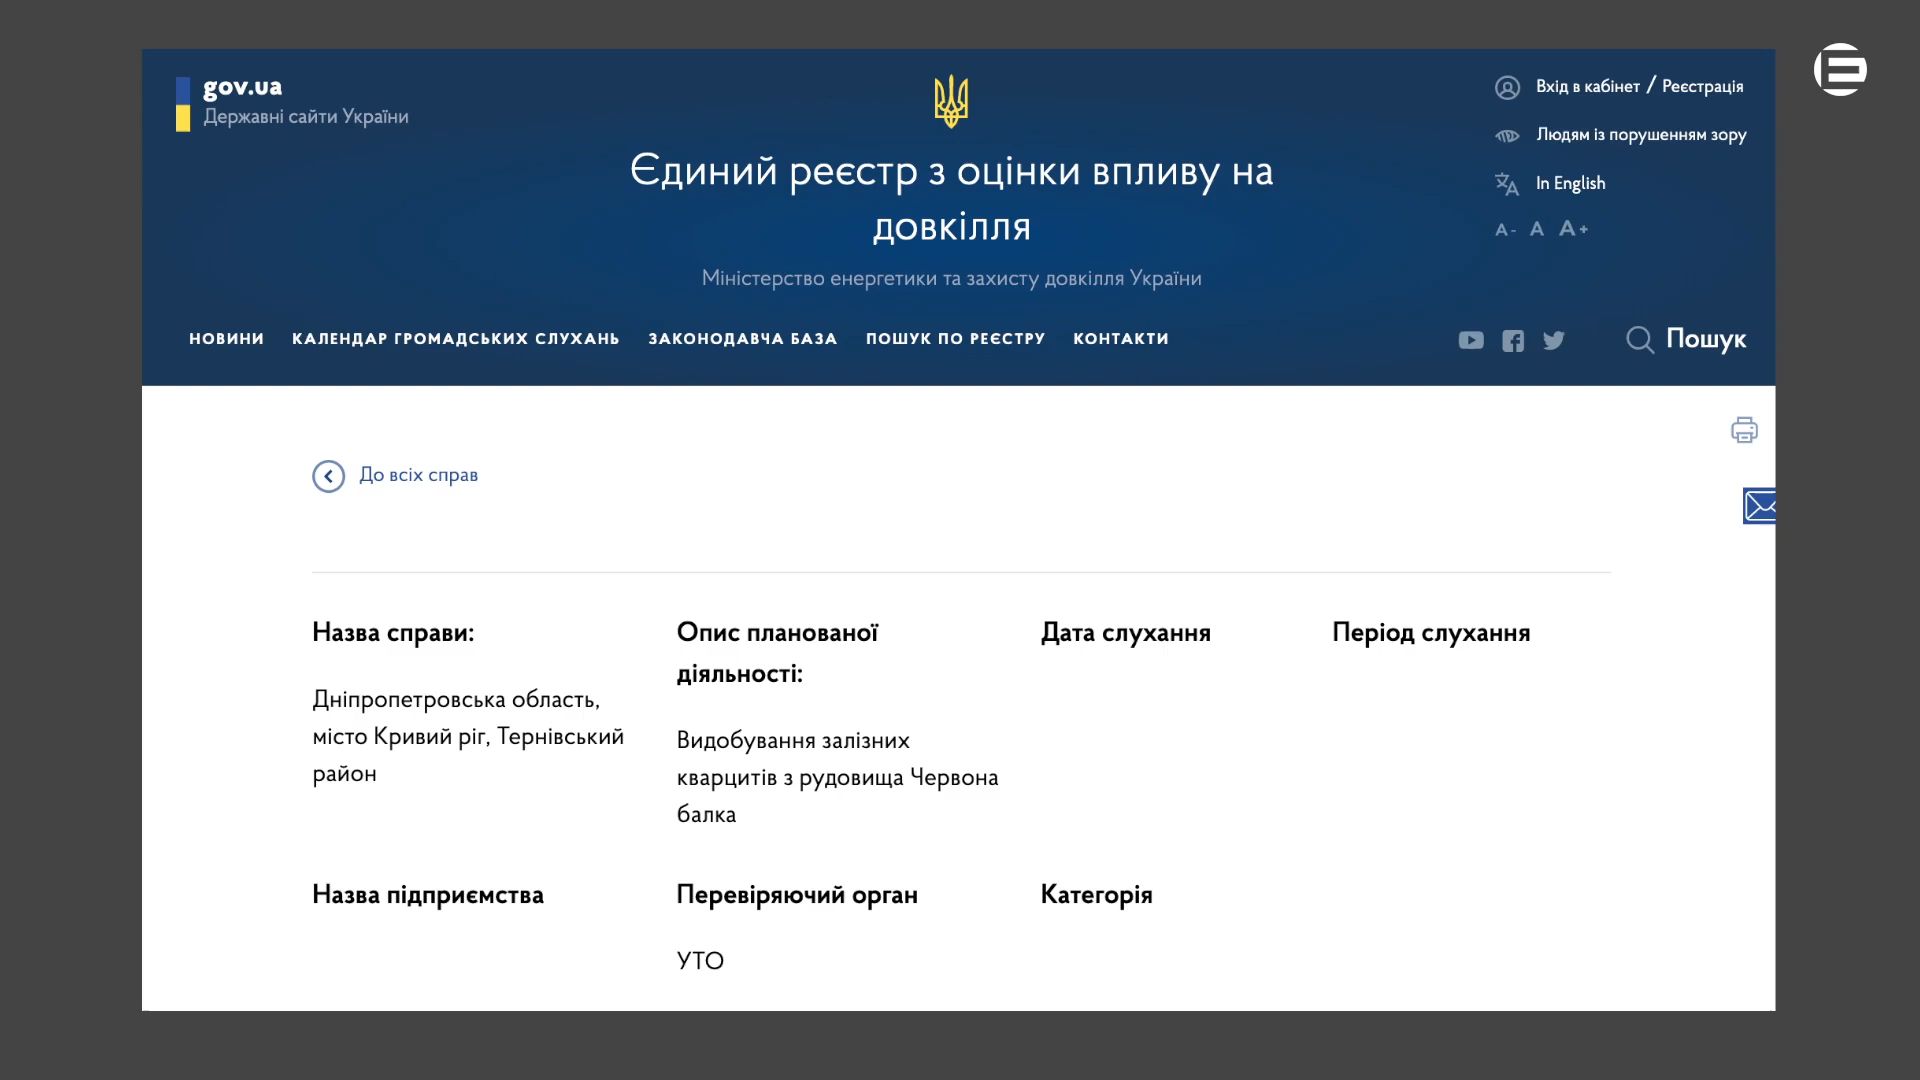 gov.ua
Державні сайти України
Вхід в кабінет / Реєстрація
Людям із порушенням зору
In English
A- A A+
Єдиний реєстр з оцінки впливу на
довкілля
Міністерство енергетики та захисту довкілля України
НОВИНИ КАЛЕНДАР ГРОМАДСЬКИХ СЛУХАНЬ ЗАКОНОДАВЧА БАЗА ПОШУК ПО РЕЄСТРУ КОНТАКТИ
Пошук
До всіх справ
Назва справи:
Дніпропетровська область,
місто Кривий ріг, Тернівський
район
Опис планованої
діяльності:
Видобування залізних
кварцитів з рудовища Червона
балка
Дата слухання
Період слухання
Назва підприємства
Перевіряючий орган
УТО
Категорія